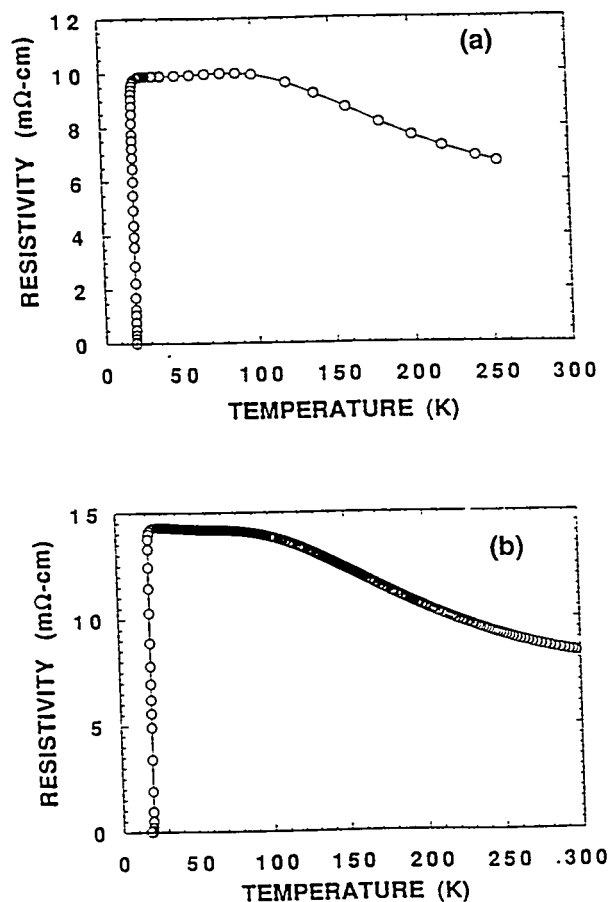 (a)
RESISTIVITY (mΩ-cm)
12
10
8
6
4
2
0
0 50 100 150 200 250 300
TEMPERATURE (K)
(b)
RESISTIVITY (mΩ-cm)
15
10
5
0
0 50 100 150 200 250 .300
TEMPERATURE (K)